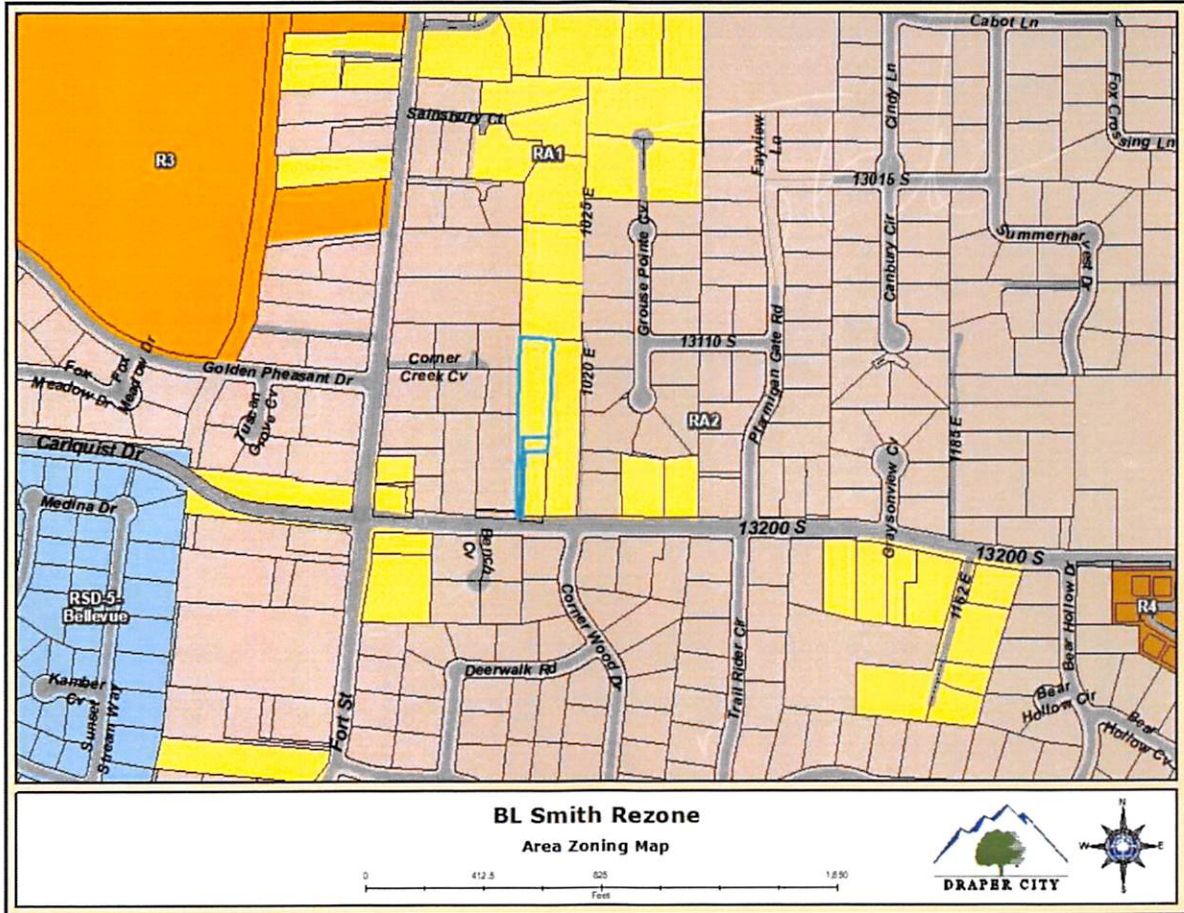 Cabot Ln
Cindy Ln
Fox Crossing Ln
Sainsbury Ct
Fayview
Ln
R3
RA1
13015 S
1025 E
Grouse Pointe Cv
Canbury Cir
Summerharvest Dr
13110 S
Ptarmigan Gate Rd
1020 E
Corner
Creek Cv
Golden Pheasant Dr
Fox
Meadow Dr
Fox
Meadow Dr
Tuscan
Grove Cv
RA2
1185 E
Graysonview Cv
Carlquist Dr
Medina Dr
13200 S
13200 S
Bench
Cv
RSD-5-
Bellevue
Corner Wood Dr
1162 E
R4
Bear Hollow Dr
Deerwalk Rd
Trail Rider Cir
Kamber
Cv
Sunset
Stream Way
Fort St
Bear
Hollow Cir
Bear
Hollow Cv
BL Smith Rezone
Area Zoning Map
0 412.5 825 1,650
Feet
DRAPER CITY
N
W E
S